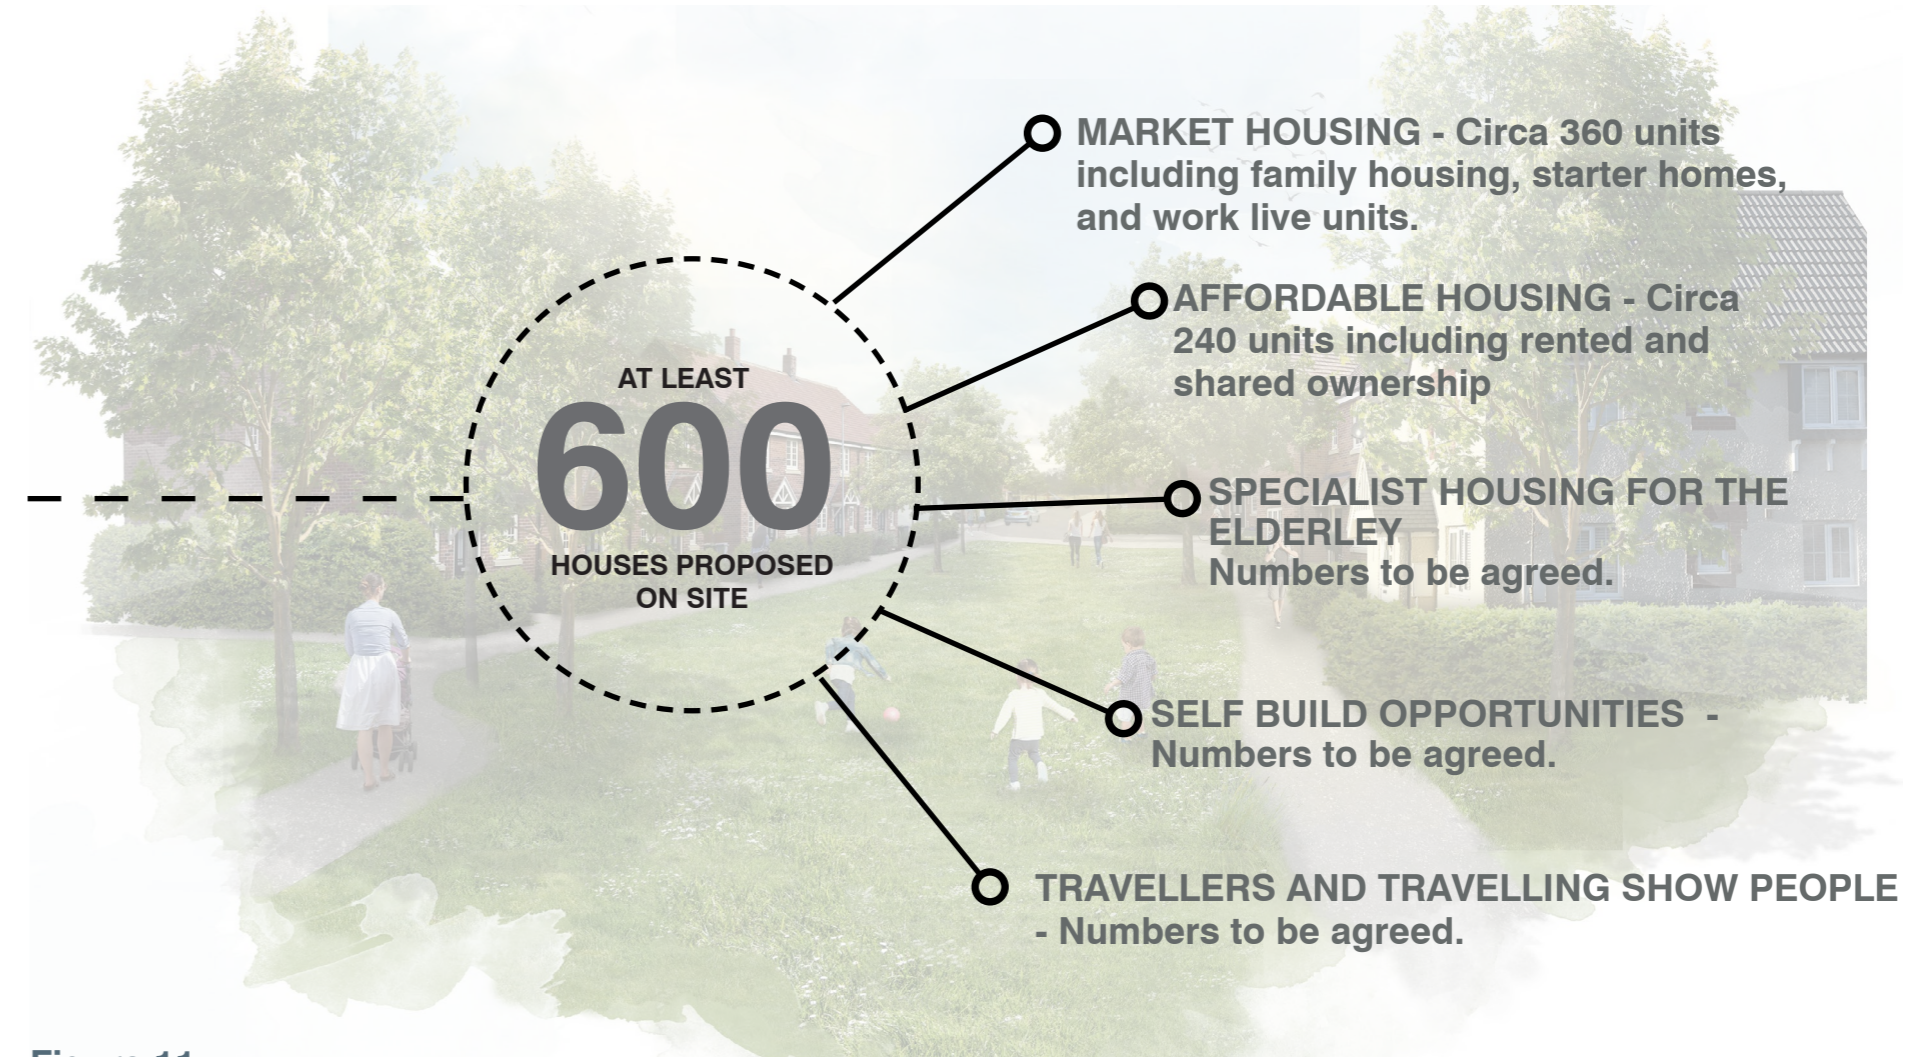 AT LEAST
600
HOUSES PROPOSED
ON SITE
MARKET HOUSING - Circa 360 units
including family housing, starter homes,
and work live units.
AFFORDABLE HOUSING - Circa
240 units including rented and
shared ownership
SPECIALIST HOUSING FOR THE
ELDERLEY
Numbers to be agreed.
SELF BUILD OPPORTUNITIES -
Numbers to be agreed.
TRAVELLERS AND TRAVELLING SHOW PEOPLE
- Numbers to be agreed.
Figure 11